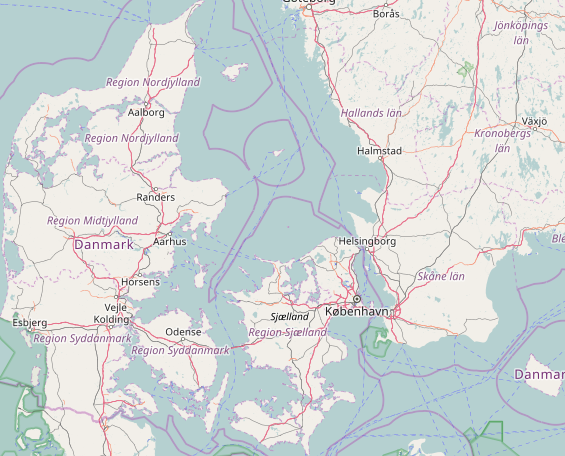 Göteborg
Borås
Jönköpings
län
Region Nordjylland
Aalborg
Hallands län
Växjö
Region Nordjylland
Kronobergs
län
Halmstad
Randers
Region Midtjylland
Danmark
Aarhus
Helsingborg
Horsens
Skåne län
Vejle
København
Sjælland
Kolding
Esbjerg
Odense
Region Sjælland
Region Syddanmark
Region Syddanmark
Danmar